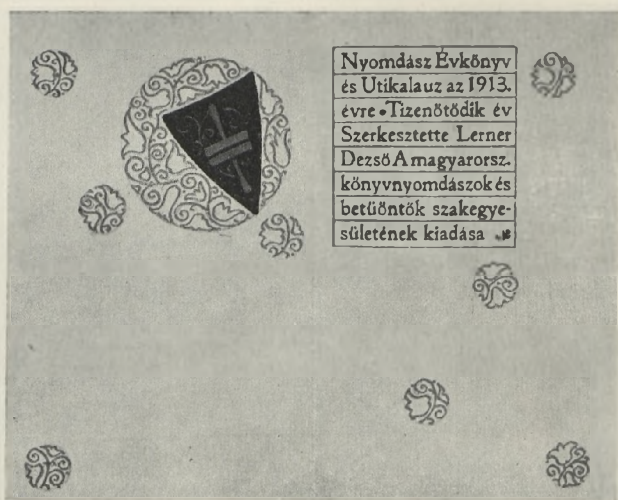 Nyomdász Évkönyv
és Utikalauz az 1913.
évre • Tizenötödik év
Szerkesztette Lerner
Dezső A magyarorsz.
könyvnyomdászok és
betüöntők szakegye-
sületének kiadása